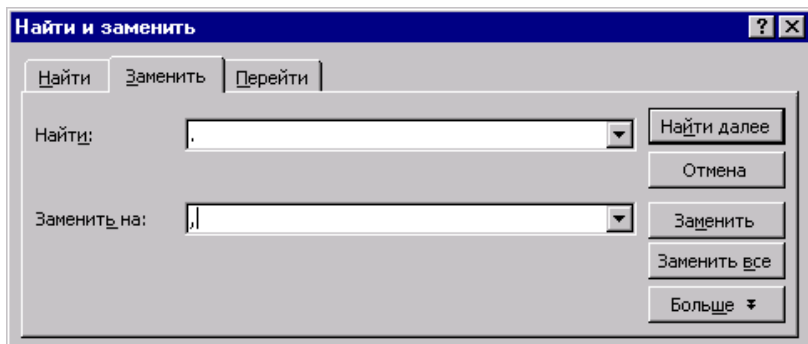 Найти и заменить
Найти Заменить Перейти
Найти: . Найти далее
Отмена
Заменить на: , Заменить
Заменить все
Больше